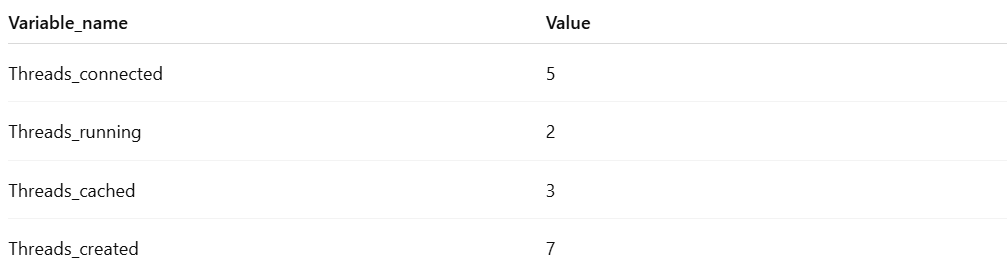 Variable_name Value
Threads_connected 5
Threads_running 2
Threads_cached 3
Threads_created 7